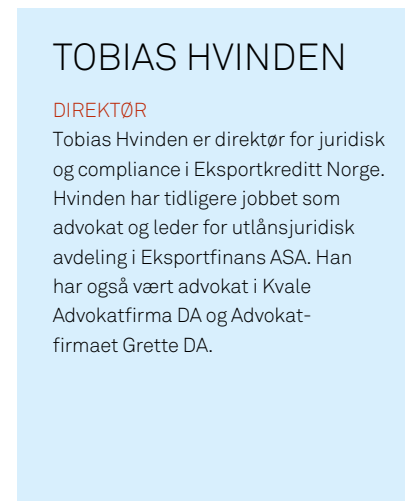 TOBIAS HVINDEN
DIREKTØR
Tobias Hvinden er direktør for juridisk
og compliance i Eksportkreditt Norge.
Hvinden har tidligere jobbet som
advokat og leder for utlånsjuridisk
avdeling i Eksportfinans ASA. Han
har også vært advokat i Kvale
Advokatfirma DA og Advokat-
firmaet Grette DA.